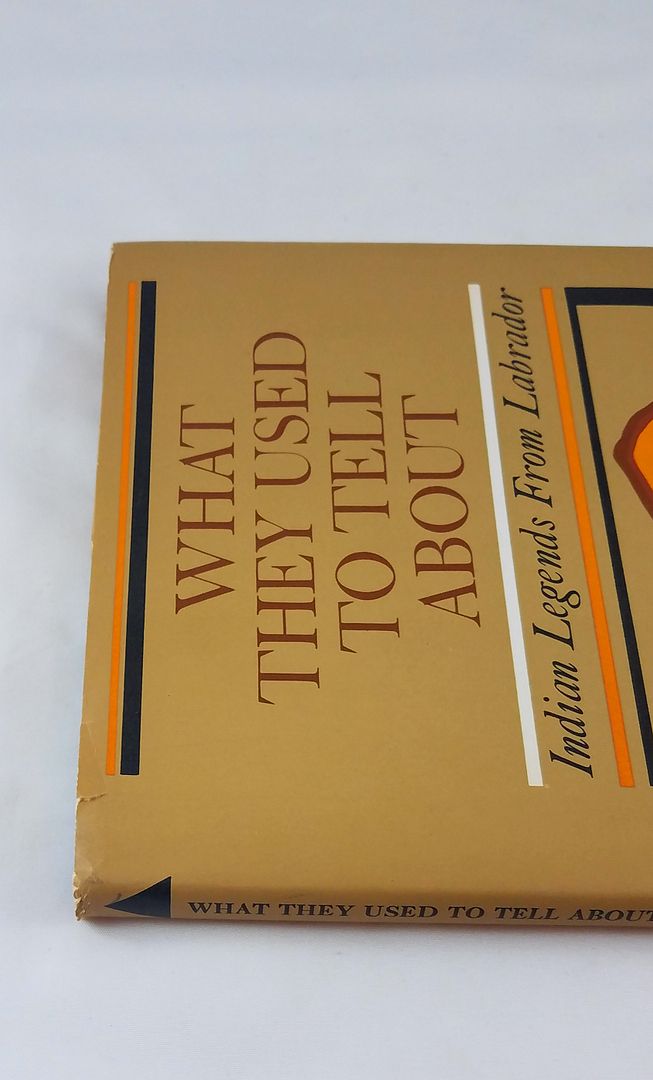 WHAT
THEY USED
TO TELL
ABOUT
Indian Legends From Labrador
WHAT THEY USED TO TELL ABOUT